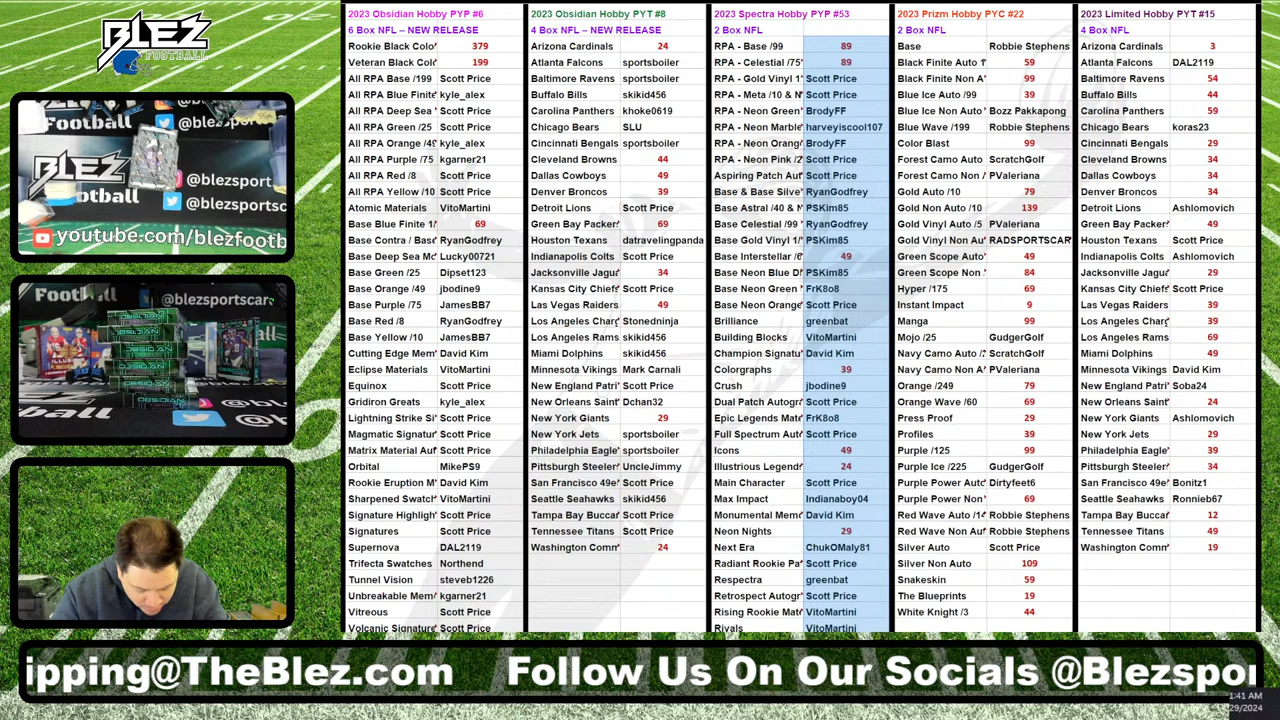 BLEZ
FOOTBALL
Football
@blez
BLEZ
Football
@blezsport
youtube.com/blezfootb
Football
@blezsportscar
OBSIDIAN
2023 Obsidian Hobby PYP #6
6 Box NFL – NEW RELEASE
Rookie Black Colo 379
Veteran Black Col 199
All RPA Base /199 Scott Price
All RPA Blue Finite kyle_alex
All RPA Deep Sea Scott Price
All RPA Green /25 Scott Price
All RPA Orange /49 kyle_alex
All RPA Purple /75 kgarner21
All RPA Red /8 Scott Price
All RPA Yellow /10 Scott Price
Atomic Materials VitoMartini
Base Blue Finite 1/ 69
Base Contra / Base RyanGodfrey
Base Deep Sea Mo Lucky00721
Base Green /25 Dipset123
Base Orange /49 jbodine9
Base Purple /75 JamesBB7
Base Red /8 RyanGodfrey
Base Yellow /10 JamesBB7
Cutting Edge Mem David Kim
Eclipse Materials VitoMartini
Equinox Scott Price
Gridiron Greats kyle_alex
Lightning Strike Si Scott Price
Magmatic Signatur Scott Price
Matrix Material Aut Scott Price
Orbital MikePS9
Rookie Eruption M David Kim
Sharpened Swatch VitoMartini
Signature Highligh Scott Price
Signatures Scott Price
Supernova DAL2119
Trifecta Swatches Northend
Tunnel Vision steveb1226
Unbreakable Mem kgarner21
Vitreous Scott Price
Volcanic Signature Scott Price
2023 Obsidian Hobby PYT #8
4 Box NFL – NEW RELEASE
Arizona Cardinals 24
Atlanta Falcons sportsboiler
Baltimore Ravens sportsboiler
Buffalo Bills skikid456
Carolina Panthers khoke0619
Chicago Bears SLU
Cincinnati Bengals sportsboiler
Cleveland Browns 44
Dallas Cowboys 49
Denver Broncos 39
Detroit Lions Scott Price
Green Bay Packer 69
Houston Texans datravelingpanda
Indianapolis Colts Scott Price
Jacksonville Jagua 34
Kansas City Chiefs Scott Price
Las Vegas Raiders 49
Los Angeles Charg Stonedninja
Los Angeles Rams skikid456
Miami Dolphins skikid456
Minnesota Vikings Mark Carnali
New England Patri Scott Price
New Orleans Saint Dchan32
New York Giants 29
New York Jets sportsboiler
Philadelphia Eagle sportsboiler
Pittsburgh Steeler UncleJimmy
San Francisco 49e Scott Price
Seattle Seahawks skikid456
Tampa Bay Buccan Scott Price
Tennessee Titans Scott Price
Washington Comm 24
2023 Spectra Hobby PYP #53
2 Box NFL
RPA - Base /99 89
RPA - Celestial /75 89
RPA - Gold Vinyl 1 Scott Price
RPA - Meta /10 & N Scott Price
RPA - Neon Green BrodyFF
RPA - Neon Marble harveyiscool107
RPA - Neon Orang BrodyFF
RPA - Neon Pink /2 Scott Price
Aspiring Patch Aut Scott Price
Base & Base Silve RyanGodfrey
Base Astral /40 & N PSKim85
Base Celestial /99 RyanGodfrey
Base Gold Vinyl 1/ PSKim85
Base Interstellar /6 49
Base Neon Blue D PSKim85
Base Neon Green FrK8o8
Base Neon Orange Scott Price
Brilliance greenbat
Building Blocks VitoMartini
Champion Signatu David Kim
Colorgraphs 39
Crush jbodine9
Dual Patch Autogr Scott Price
Epic Legends Mate FrK8o8
Full Spectrum Aut Scott Price
Icons 49
Illustrious Legend 24
Main Character Scott Price
Max Impact Indianaboy04
Monumental Mem David Kim
Neon Nights 29
Next Era ChukOMaly81
Radiant Rookie Pa Scott Price
Respectra greenbat
Retrospect Autogr Scott Price
Rising Rookie Mat VitoMartini
Rivals VitoMartini
2023 Prizm Hobby PYC #22
2 Box NFL
Base Robbie Stephens
Black Finite Auto 1 59
Black Finite Non A 99
Blue Ice Auto /99 39
Blue Ice Non Auto Bozz Pakkapong
Blue Wave /199 Robbie Stephens
Color Blast 99
Forest Camo Auto ScratchGolf
Forest Camo Non PValeriana
Gold Auto /10 79
Gold Non Auto /10 139
Gold Vinyl Auto /5 PValeriana
Gold Vinyl Non Au RADSPORTSCAR
Green Scope Auto 49
Green Scope Non 84
Hyper /175 69
Instant Impact 9
Manga 99
Mojo /25 GudgerGolf
Navy Camo Auto / ScratchGolf
Navy Camo Non A PValeriana
Orange /249 79
Orange Wave /60 69
Press Proof 29
Profiles 39
Purple /125 99
Purple Ice /225 GudgerGolf
Purple Power Auto Dirtyfeet6
Purple Power Non 69
Red Wave Auto /14 Robbie Stephens
Red Wave Non Aut Robbie Stephens
Silver Auto Scott Price
Silver Non Auto 109
Snakeskin 59
The Blueprints 19
White Knight /3 44
2023 Limited Hobby PYT #15
4 Box NFL
Arizona Cardinals 3
Atlanta Falcons DAL2119
Baltimore Ravens 54
Buffalo Bills 44
Carolina Panthers 59
Chicago Bears koras23
Cincinnati Bengals 29
Cleveland Browns 34
Dallas Cowboys 34
Denver Broncos 34
Detroit Lions Ashlomovich
Green Bay Packer 49
Houston Texans Scott Price
Indianapolis Colts Ashlomovich
Jacksonville Jagua 29
Kansas City Chiefs Scott Price
Las Vegas Raiders 39
Los Angeles Charg 39
Los Angeles Rams 69
Miami Dolphins 49
Minnesota Vikings David Kim
New England Patri Soba24
New Orleans Saint 24
New York Giants Ashlomovich
New York Jets 29
Philadelphia Eagle 39
Pittsburgh Steeler 34
San Francisco 49e Bonitz1
Seattle Seahawks Ronnieb67
Tampa Bay Buccan 12
Tennessee Titans 49
Washington Comm 19
ipping@TheBlez.com Follow Us On Our Socials @Blezspor
1:41 AM
29/2024